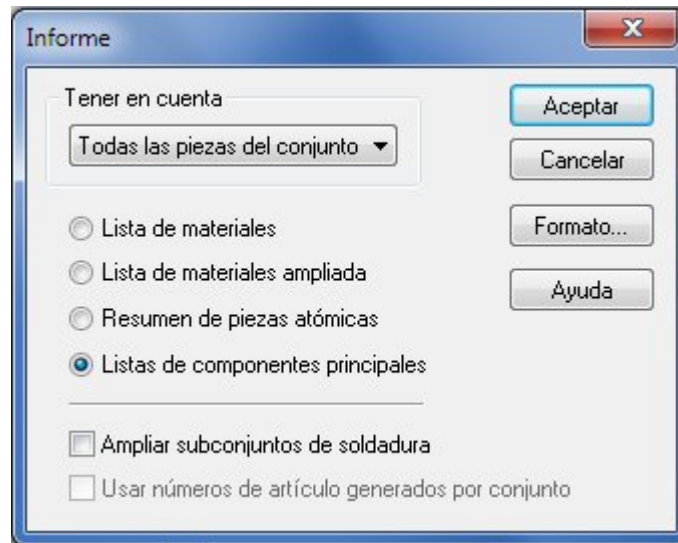 Informe
Tener en cuenta
Todas las piezas del conjunto
Aceptar
Cancelar
Lista de materiales
Formato...
Lista de materiales ampliada
Ayuda
Resumen de piezas atómicas
Listas de componentes principales
Ampliar subconjuntos de soldadura
Usar números de artículo generados por conjunto